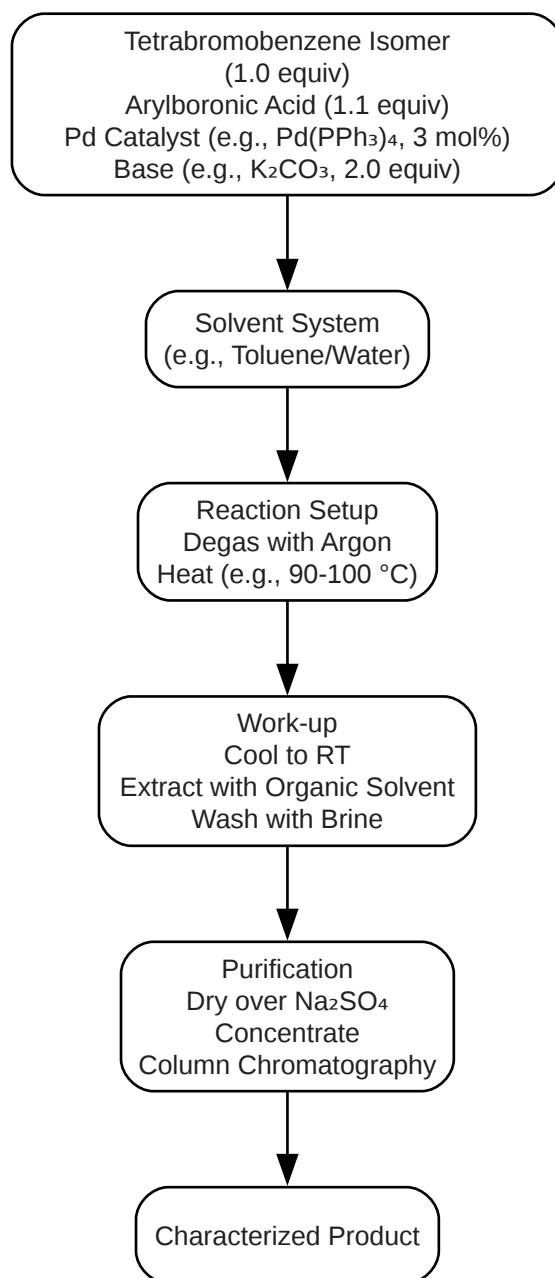 Tetrabromobenzene Isomer
(1.0 equiv)
Arylboronic Acid (1.1 equiv)
Pd Catalyst (e.g., Pd(PPh₃)₄, 3 mol%)
Base (e.g., K₂CO₃, 2.0 equiv)
Solvent System
(e.g., Toluene/Water)
Reaction Setup
Degas with Argon
Heat (e.g., 90-100 °C)
Work-up
Cool to RT
Extract with Organic Solvent
Wash with Brine
Purification
Dry over Na₂SO₄
Concentrate
Column Chromatography
Characterized Product